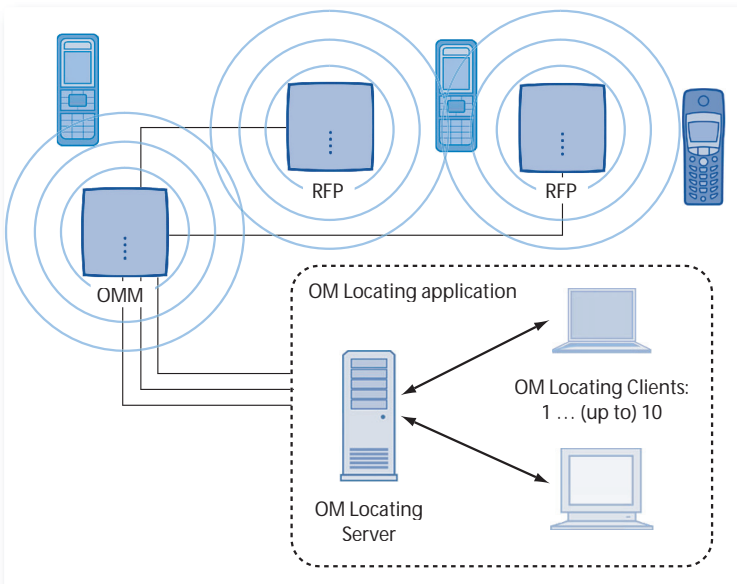 RFP
RFP
OMM
OM Locating application
OM Locating Clients:
1 … (up to) 10
OM Locating
Server